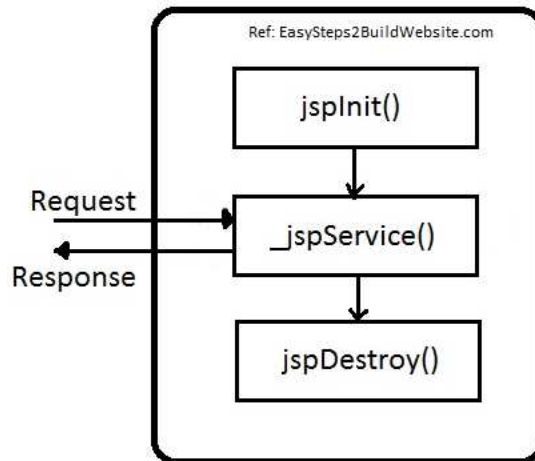 Ref: EasySteps2BuildWebsite.com
jspInit()
Request
_jspService()
Response
jspDestroy()